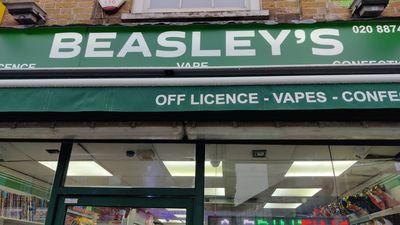 BEASLEY'S
020 8874
CENCE VAPE CONFECTI
OFF LICENCE - VAPES - CONFE